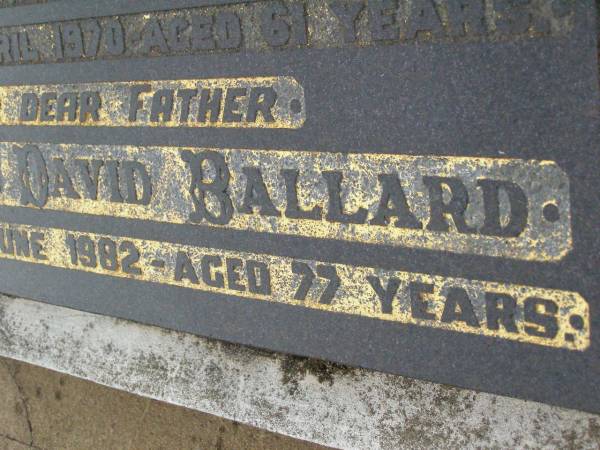 RIL 1970 - AGED 61 YEARS.
DEAR FATHER.
DAVID BALLARD.
UNE 1982 - AGED 77 YEARS.